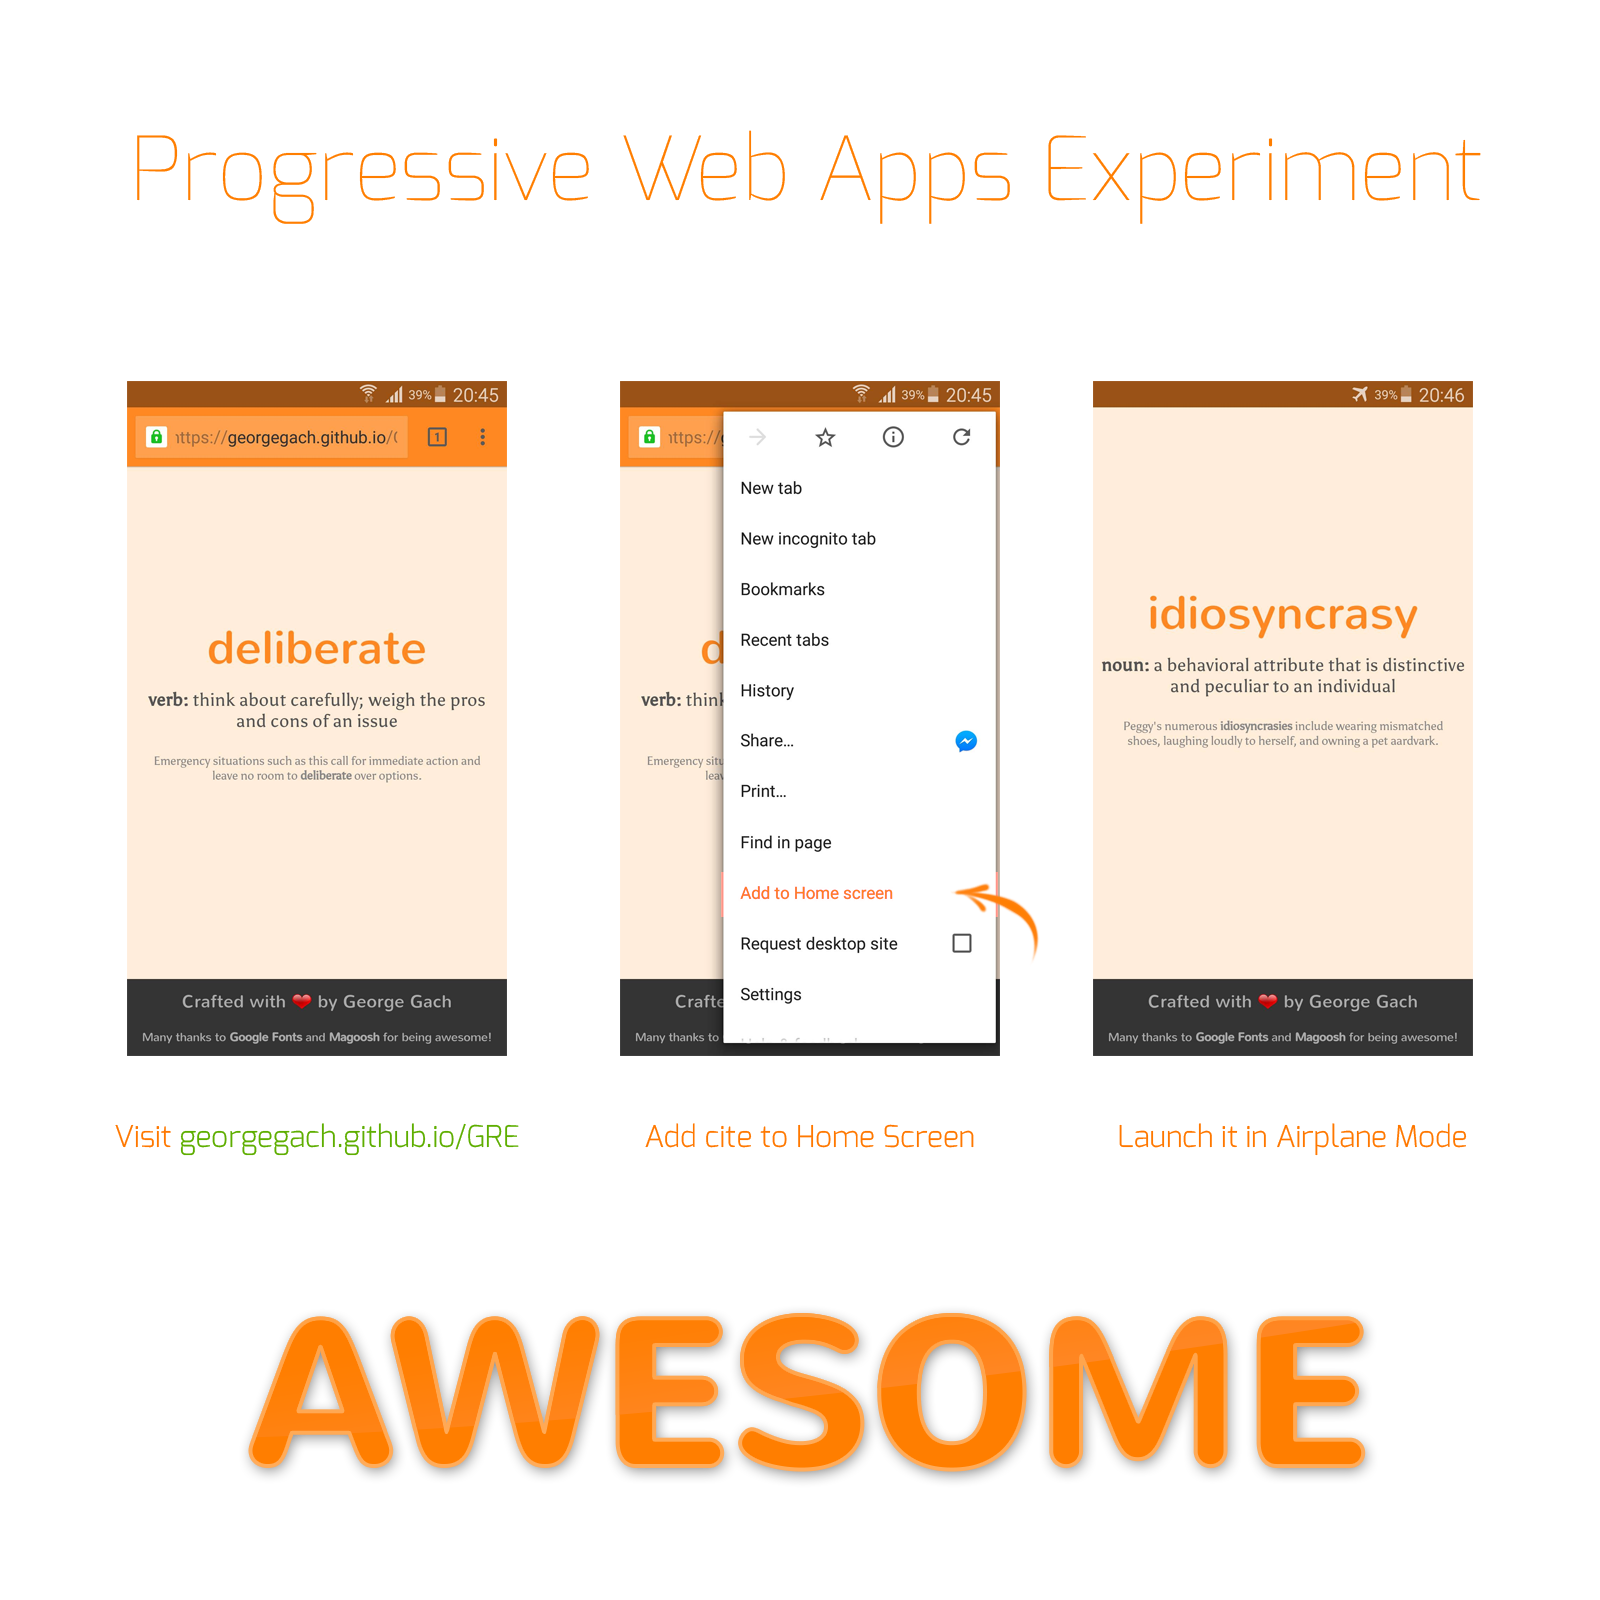 Progressive Web Apps Experiment
39% 20:45
https://georgegach.github.io/
1
deliberate
verb: think about carefully; weigh the pros
and cons of an issue
Emergency situations such as this call for immediate action and
leave no room to deliberate over options.
Crafted with ❤ by George Gach
Many thanks to Google Fonts and Magoosh for being awesome!
Visit georgegach.github.io/GRE
39% 20:45
https://
d
verb: think
Emergency
Many thanks to
New tab
New incognito tab
Bookmarks
Recent tabs
History
Share...
Print...
Find in page
Add to Home screen
Request desktop site
Settings
Add cite to Home Screen
39% 20:46
idiosyncrasy
noun: a behavioral attribute that is distinctive
and peculiar to an individual
Peggy's numerous idiosyncrasies include wearing mismatched
shoes, laughing loudly to herself, and owning a pet aardvark.
Crafted with ❤ by George Gach
Many thanks to Google Fonts and Magoosh for being awesome!
Launch it in Airplane Mode
AWESOME